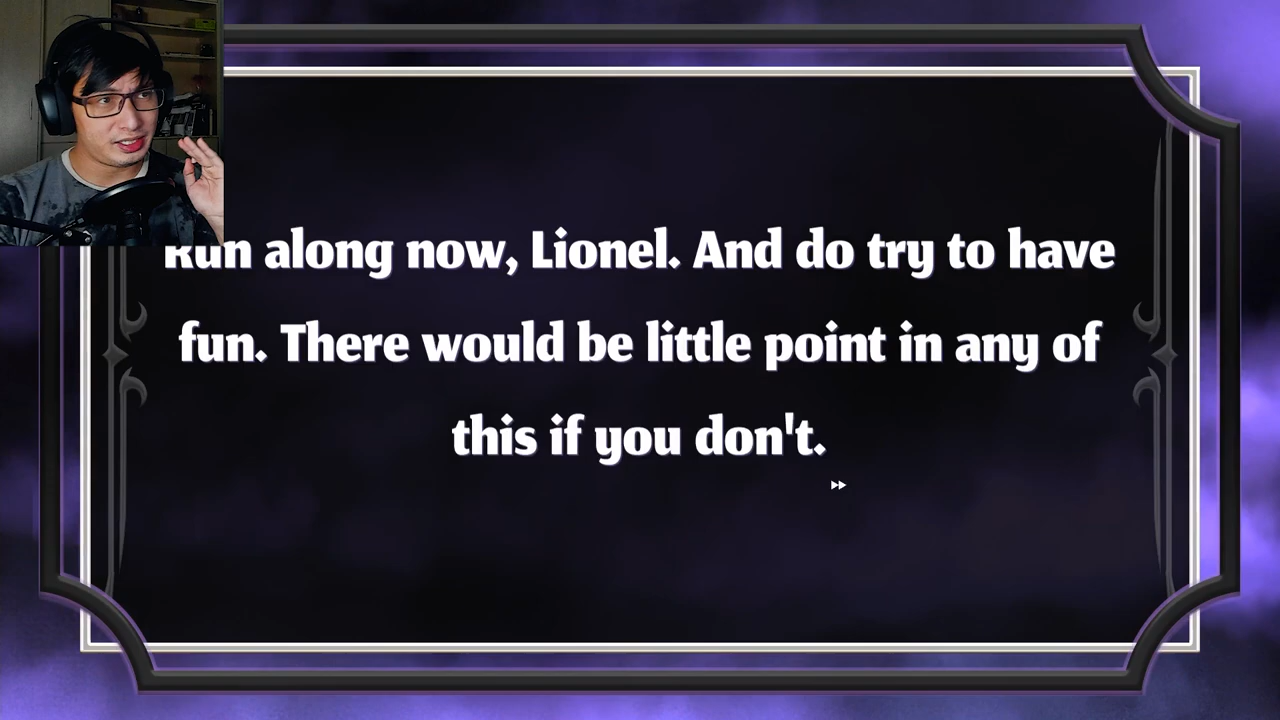 Run along now, Lionel. And do try to have
fun. There would be little point in any of
this if you don't.